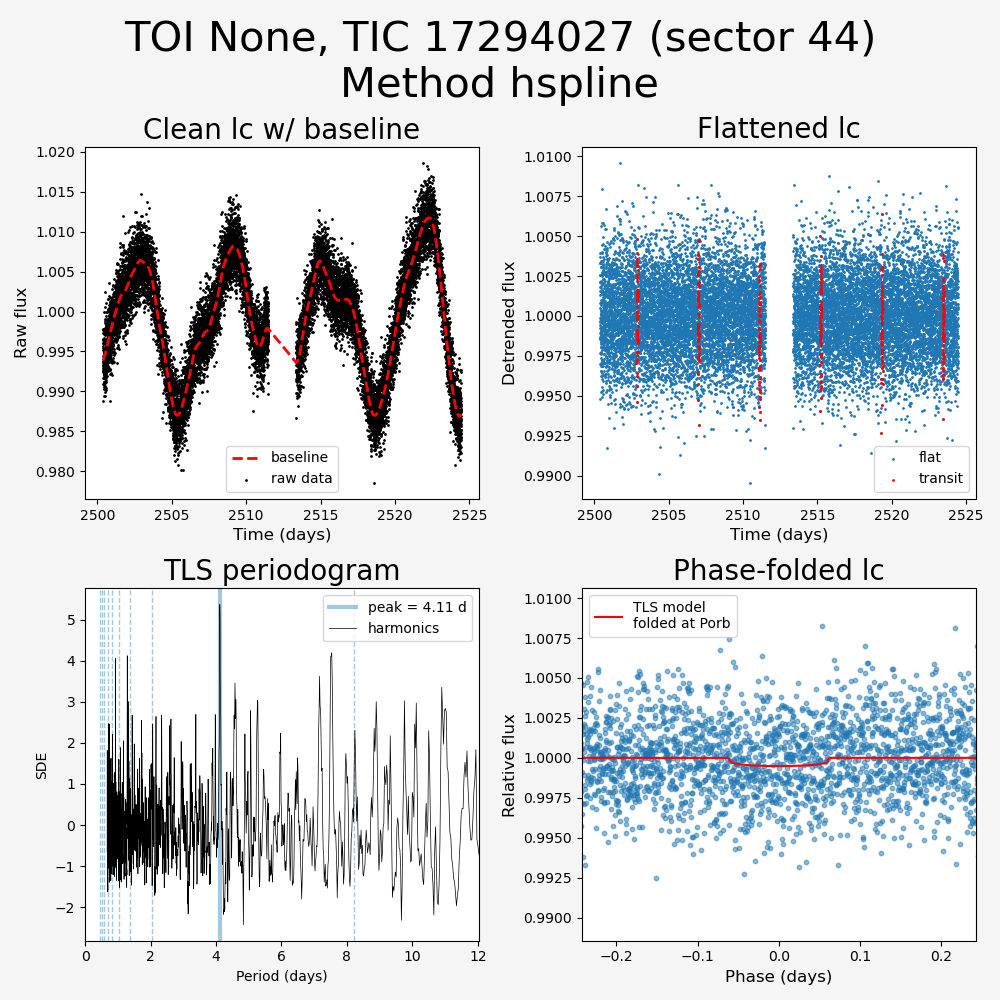 TOI None, TIC 17294027 (sector 44)
Method hspline
Clean lc w/ baseline
1.020
1.015
1.010
1.005
1.000
0.995
0.990
0.985
0.980
Raw flux
baseline
raw data
2500
2505
2510
2515
2520
2525
Time (days)
Flattened lc
1.0100
1.0075
1.0050
1.0025
1.0000
0.9975
0.9950
0.9925
0.9900
Detrended flux
flat
transit
2500
2505
2510
2515
2520
2525
Time (days)
TLS periodogram
5
4
3
2
1
0
−1
−2
SDE
peak = 4.11 d
harmonics
0
2
4
6
8
10
12
Period (days)
Phase-folded lc
1.0100
1.0075
1.0050
1.0025
1.0000
0.9975
0.9950
0.9925
0.9900
Relative flux
TLS model
folded at Porb
−0.2
−0.1
0.0
0.1
0.2
Phase (days)